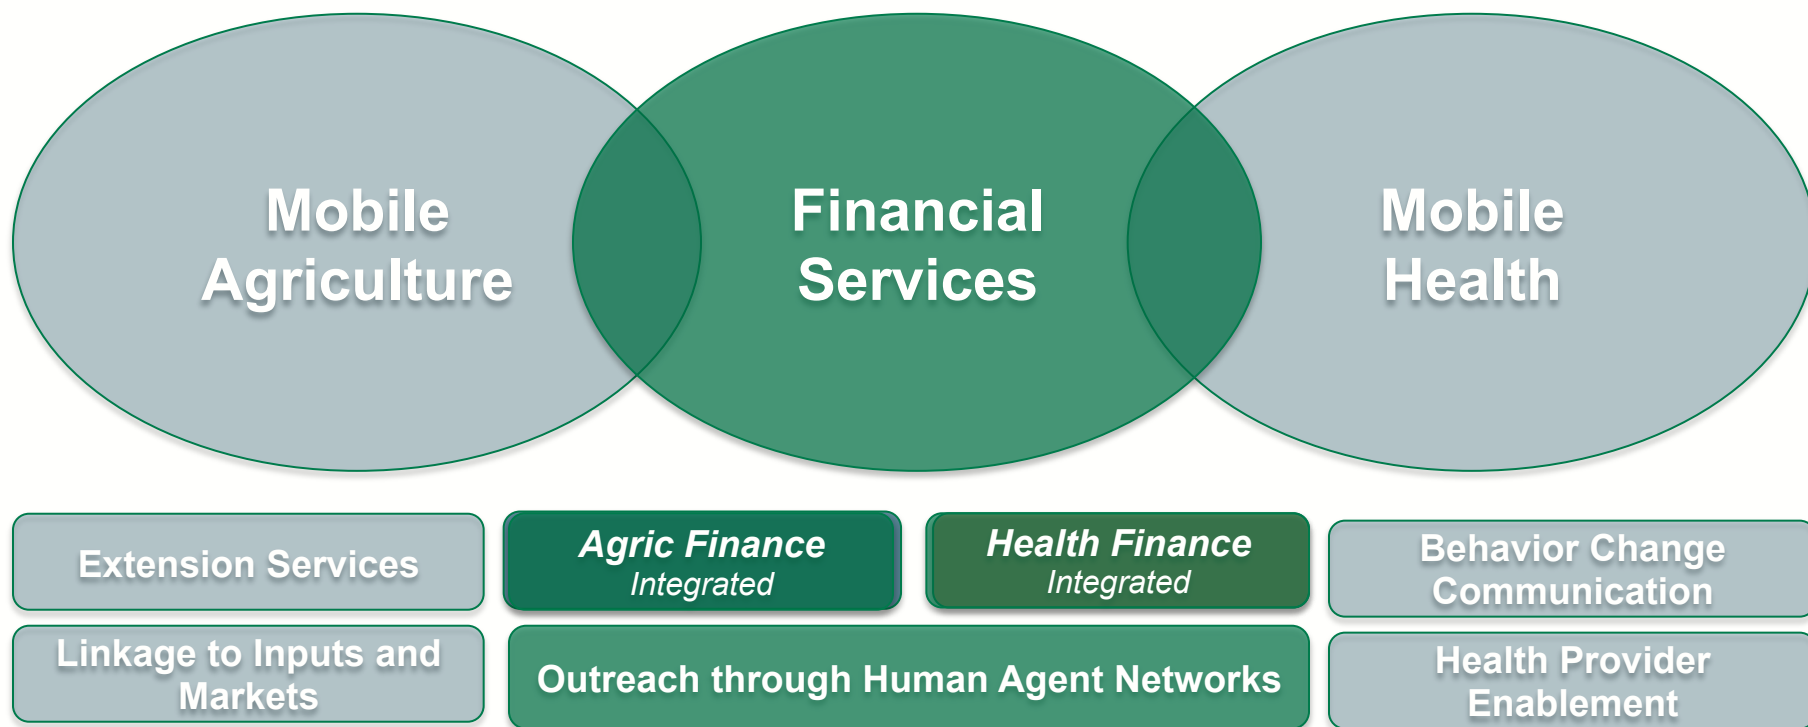 Mobile
Agriculture
Financial
Services
Mobile
Health
Extension Services
Agric Finance
Integrated
Health Finance
Integrated
Behavior Change
Communication
Linkage to Inputs and
Markets
Outreach through Human Agent Networks
Health Provider
Enablement